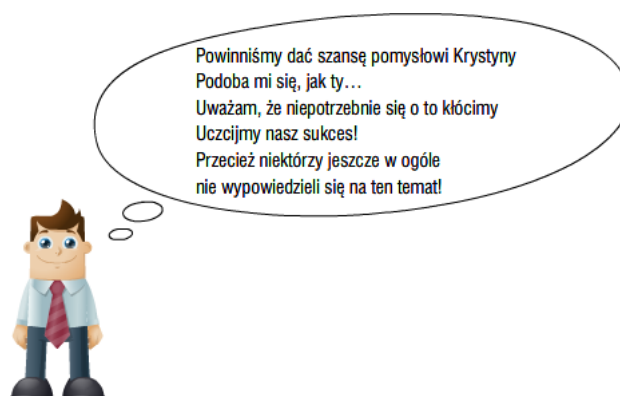 Powinniśmy dać szansę pomysłowi Krystyny
Podoba mi się, jak ty…
Uważam, że niepotrzebnie się o to kłócimy
Uczcijmy nasz sukces!
Przecież niektórzy jeszcze w ogóle
nie wypowiedzieli się na ten temat!